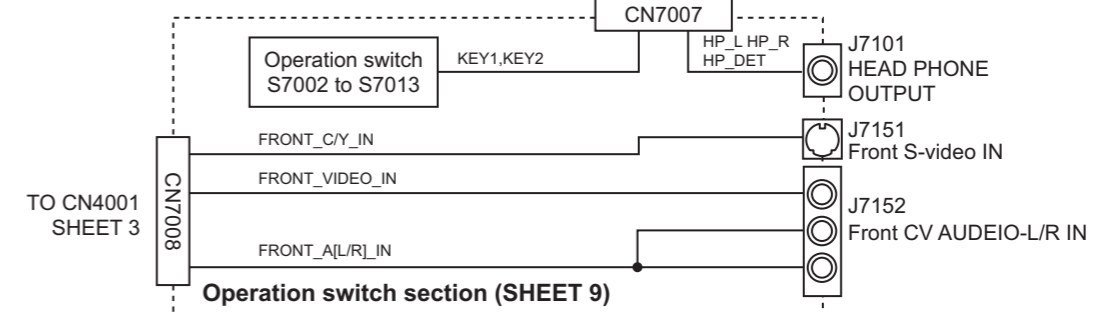 CN7007
Operation switch
S7002 to S7013
KEY1,KEY2
HP_L HP_R
HP_DET
J7101
HEAD PHONE
OUTPUT
FRONT_C/Y_IN
J7151
Front S-video IN
FRONT_VIDEO_IN
TO CN4001
SHEET 3
CN7008
J7152
Front CV AUDEIO-L/R IN
FRONT_A[L/R]_IN
Operation switch section (SHEET 9)